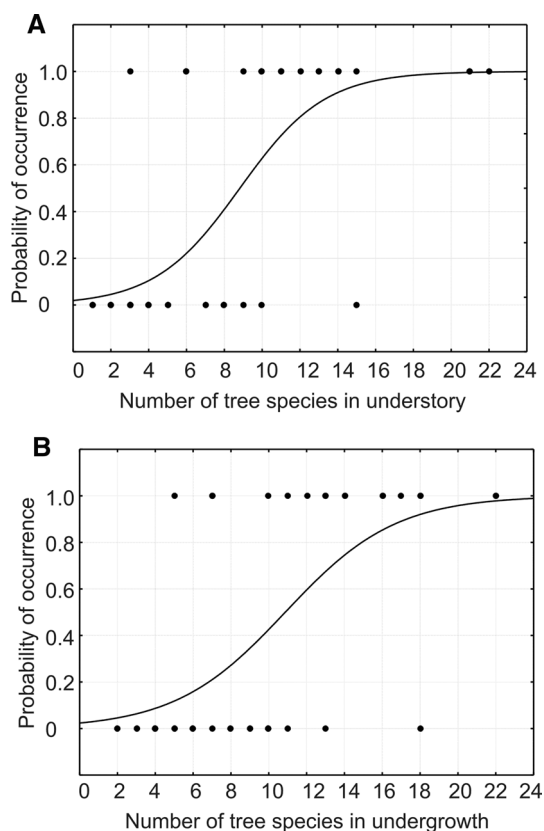 A
Probability of occurrence
1.0
0.8
0.6
0.4
0.2
0
0 2 4 6 8 10 12 14 16 18 20 22 24
Number of tree species in understory
B
Probability of occurrence
1.0
0.8
0.6
0.4
0.2
0
0 2 4 6 8 10 12 14 16 18 20 22 24
Number of tree species in undergrowth